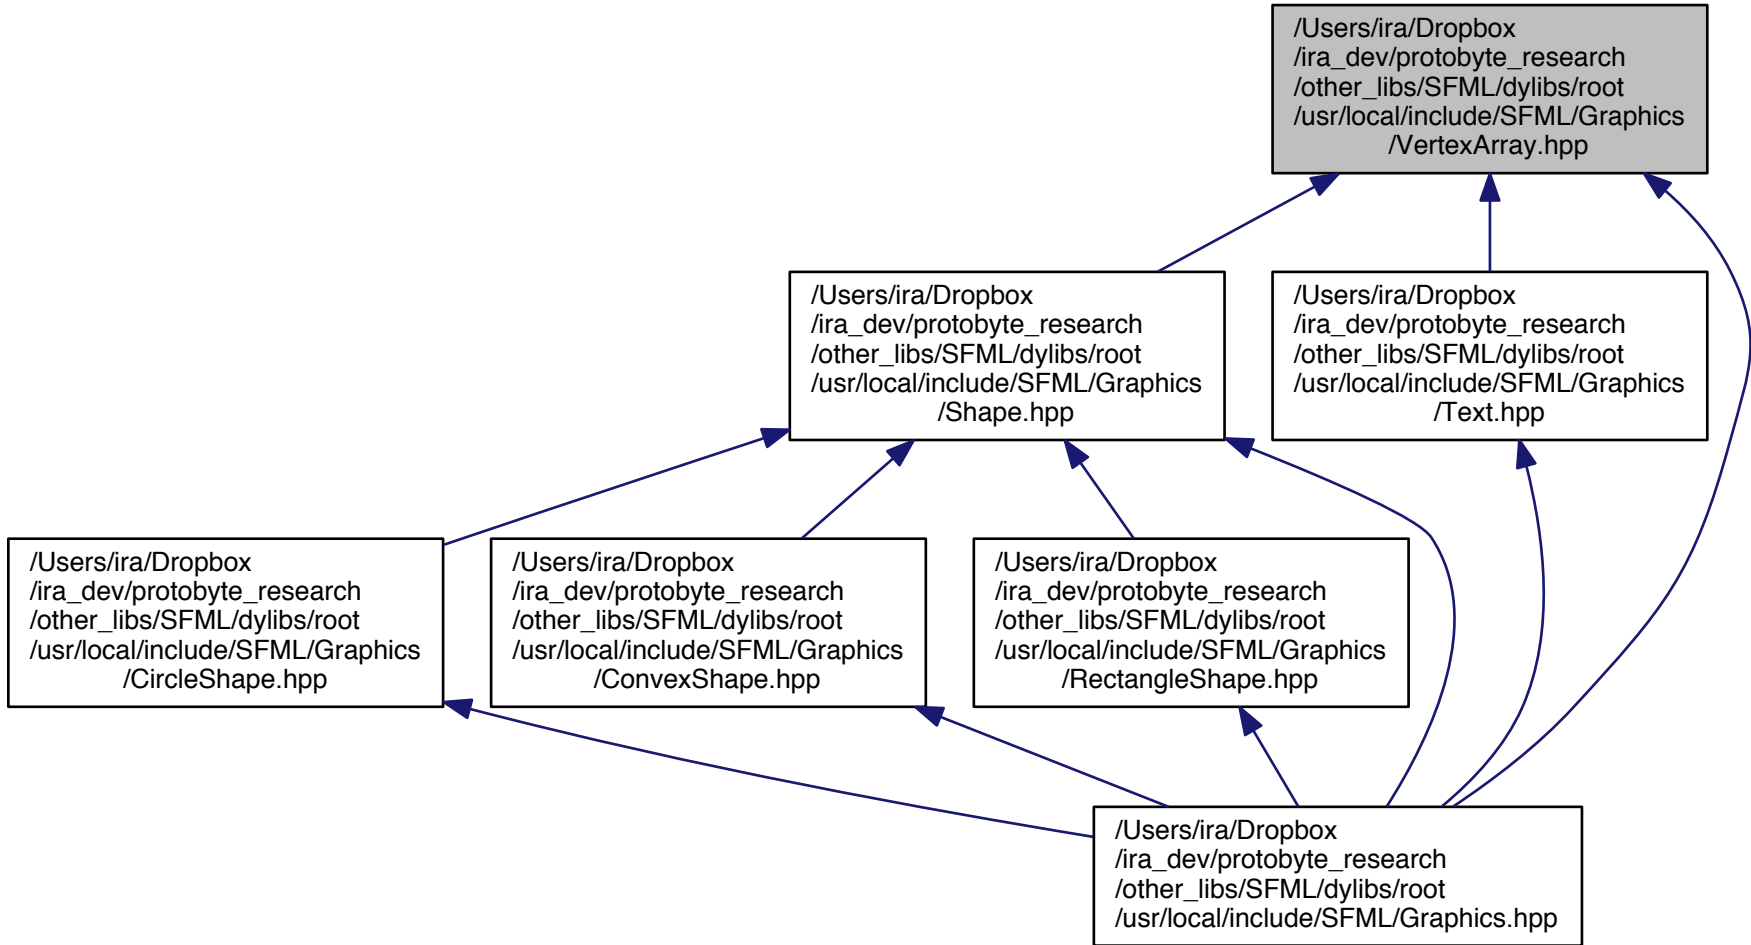 /Users/ira/Dropbox
/ira_dev/protobyte_research
/other_libs/SFML/dylibs/root
/usr/local/include/SFML/Graphics
/VertexArray.hpp
/Users/ira/Dropbox
/ira_dev/protobyte_research
/other_libs/SFML/dylibs/root
/usr/local/include/SFML/Graphics
/Shape.hpp
/Users/ira/Dropbox
/ira_dev/protobyte_research
/other_libs/SFML/dylibs/root
/usr/local/include/SFML/Graphics
/Text.hpp
/Users/ira/Dropbox
/ira_dev/protobyte_research
/other_libs/SFML/dylibs/root
/usr/local/include/SFML/Graphics
/CircleShape.hpp
/Users/ira/Dropbox
/ira_dev/protobyte_research
/other_libs/SFML/dylibs/root
/usr/local/include/SFML/Graphics
/ConvexShape.hpp
/Users/ira/Dropbox
/ira_dev/protobyte_research
/other_libs/SFML/dylibs/root
/usr/local/include/SFML/Graphics
/RectangleShape.hpp
/Users/ira/Dropbox
/ira_dev/protobyte_research
/other_libs/SFML/dylibs/root
/usr/local/include/SFML/Graphics.hpp